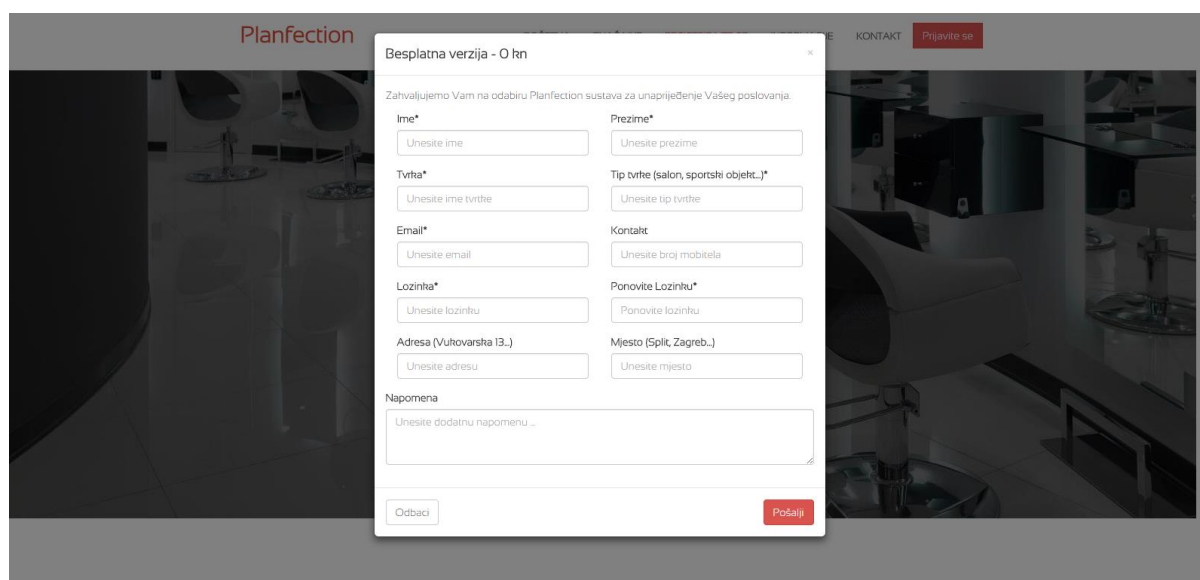 Planfection
KONTAKT Prijavite se
Besplatna verzija - 0 kn ×
Zahvaljujemo Vam na odabiru Planfection sustava za unaprijeđenje Vašeg poslovanja.
Ime* Prezime*
Unesite ime Unesite prezime
Tvrka* Tip tvrke (salon, sportski objekt...)*
Unesite ime tvrtke Unesite tip tvrtke
Email* Kontakt
Unesite email Unesite broj mobitela
Lozinka* Ponovite Lozinku*
Unesite lozinku Ponovite lozinku
Adresa (Vukovarska 13...) Mjesto (Split, Zagreb...)
Unesite adresu Unesite mjesto
Napomena
Unesite dodatnu napomenu ...
Odbaci Pošalji